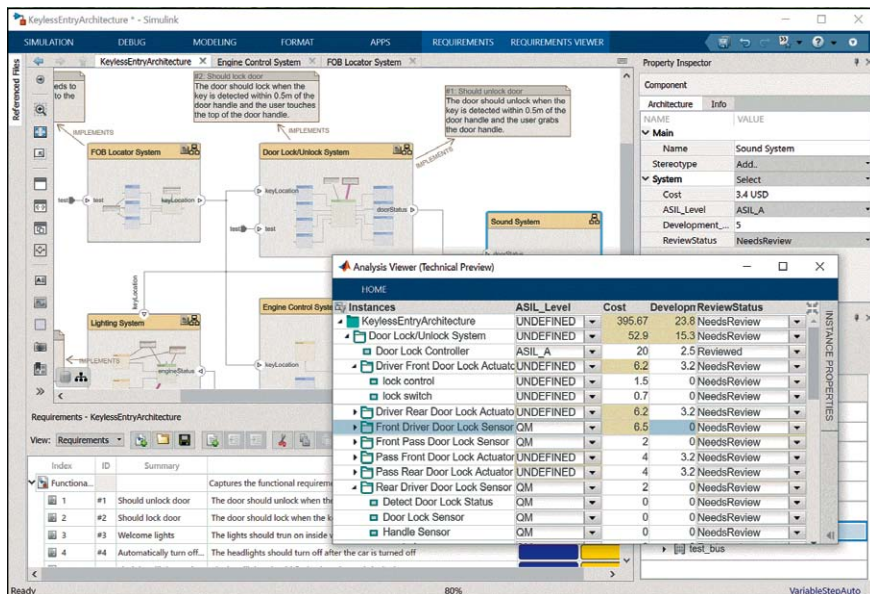 KeylessEntryArchitecture * - Simulink
SIMULATION DEBUG MODELING FORMAT APPS REQUIREMENTS REQUIREMENTS VIEWER
Referenced Files
KeylessEntryArchitecture Engine Control System FOB Locator System
eds to
to the
#2: Should lock door
The door should lock when the
key is detected within 0.5m of the
door handle and the user touches
the top of the door handle.
#1: Should unlock door
The door should unlock when the
key is detected within 0.5m of the
door handle and the user grabs
the door handle.
IMPLEMENTS
IMPLEMENTS
IMPLEMENTS
FOB Locator System
test
test
keyLocation
Door Lock/Unlock System
keyLocation
test
test
doorStatus
Sound System
doorStatus
keyLocation
Lighting System
IMPLEMENTS
engineStatus
Engine Control Syste
keyLocation
Property Inspector
Component
Architecture Info
NAME VALUE
Main
Name Sound System
Stereotype Add..
System Select
Cost 3.4 USD
ASIL_Level ASIL_A
Development_... 5
ReviewStatus NeedsReview
Analysis Viewer (Technical Preview)
HOME
Instances ASIL_Level Cost Developn ReviewStatus
KeylessEntryArchitecture UNDEFINED 395.67 23.8 NeedsReview
Door Lock/Unlock System UNDEFINED 52.9 15.3 NeedsReview
Door Lock Controller ASIL_A 20 2.5 Reviewed
Driver Front Door Lock Actuato UNDEFINED 6.2 3.2 NeedsReview
lock control UNDEFINED 1.5 0 NeedsReview
lock switch UNDEFINED 0.7 0 NeedsReview
Driver Rear Door Lock Actuato UNDEFINED 6.2 3.2 NeedsReview
Front Driver Door Lock Sensor QM 6.5 0 NeedsReview
Front Pass Door Lock Sensor QM 2 0 NeedsReview
Pass Front Door Lock Actuator UNDEFINED 4 3.2 NeedsReview
Pass Rear Door Lock Actuator UNDEFINED 4 3.2 NeedsReview
Rear Driver Door Lock Sensor QM 2 0 NeedsReview
Detect Door Lock Status QM 0 0 NeedsReview
Door Lock Sensor QM 0 0 NeedsReview
Handle Sensor QM 0 0 NeedsReview
INSTANCE PROPERTIES
Requirements - KeylessEntryArchitecture
View: Requirements
Index ID Summary
Functiona... Captures the functional requireme
1 #1 Should unlock door The door should unlock when the
2 #2 Should lock door The door should lock when the k
3 #3 Welcome lights The lights should trun on inside v
4 #4 Automatically turn off... The headlights should turn off after the car is turned off
test_bus
Ready 80% VariableStepAuto